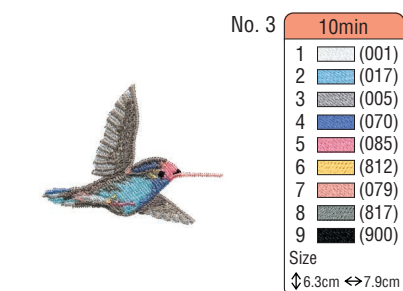 No. 3
10min
1 (001)
2 (017)
3 (005)
4 (070)
5 (085)
6 (812)
7 (079)
8 (817)
9 (900)
Size
↕6.3cm ↔7.9cm